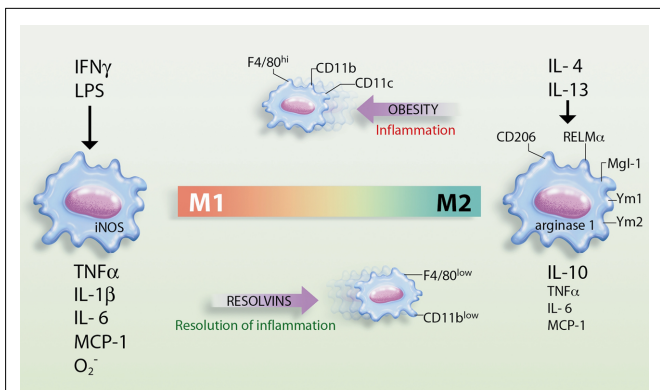 IFNγ
LPS
iNOS
TNFα
IL-1β
IL- 6
MCP-1
O₂⁻
F4/80ʰⁱ
CD11b
CD11c
OBESITY
Inflammation
M1
M2
RESOLVINS
Resolution of inflammation
F4/80ˡᵒʷ
CD11bˡᵒʷ
IL- 4
IL-13
CD206
RELMα
Mgl-1
Ym1
Ym2
arginase 1
IL-10
TNFα
IL- 6
MCP-1